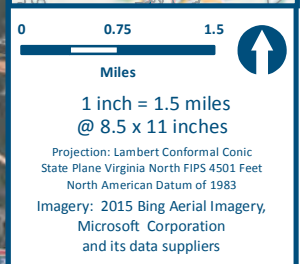 0 0.75 1.5
Miles
1 inch = 1.5 miles
@ 8.5 x 11 inches
Projection: Lambert Conformal Conic
State Plane Virginia North FIPS 4501 Feet
North American Datum of 1983
Imagery: 2015 Bing Aerial Imagery,
Microsoft Corporation
and its data suppliers